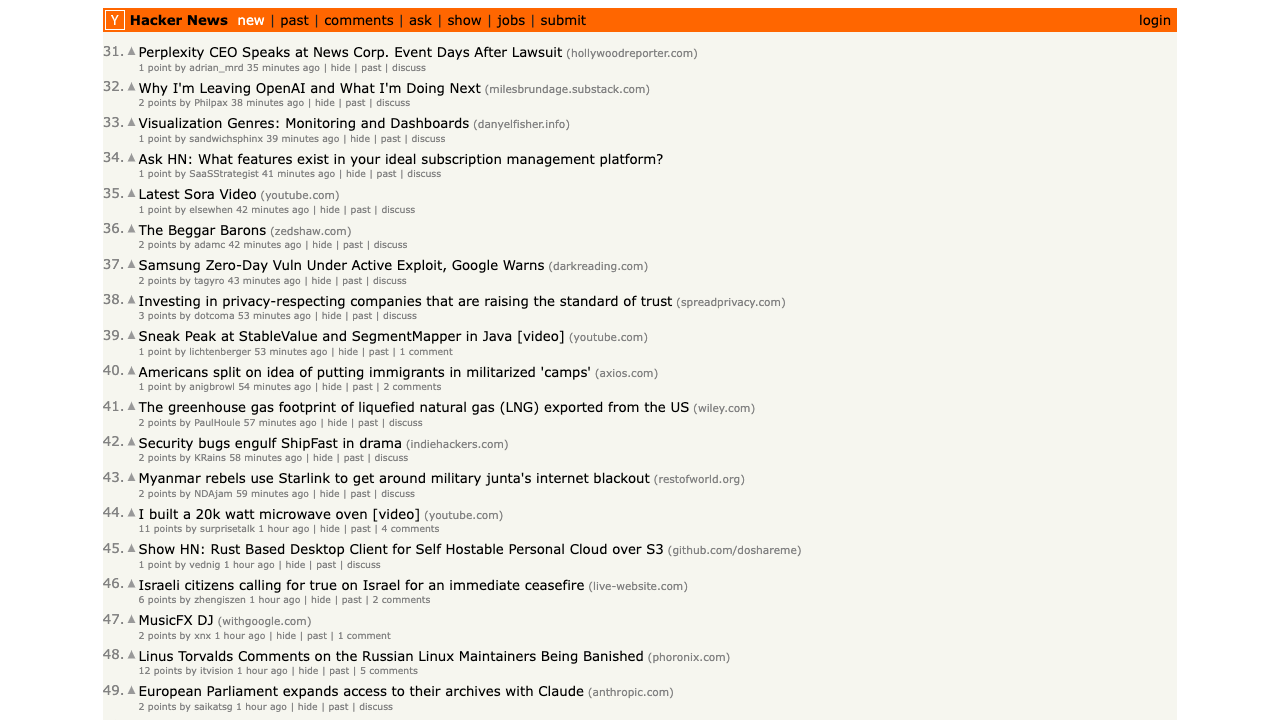 Y Hacker News new | past | comments | ask | show | jobs | submit login
31. Perplexity CEO Speaks at News Corp. Event Days After Lawsuit (hollywoodreporter.com)
1 point by adrian_mrd 35 minutes ago | hide | past | discuss
32. Why I'm Leaving OpenAI and What I'm Doing Next (milesbrundage.substack.com)
2 points by Philpax 38 minutes ago | hide | past | discuss
33. Visualization Genres: Monitoring and Dashboards (danyelfisher.info)
1 point by sandwichsphinx 39 minutes ago | hide | past | discuss
34. Ask HN: What features exist in your ideal subscription management platform?
1 point by SaaSStrategist 41 minutes ago | hide | past | discuss
35. Latest Sora Video (youtube.com)
1 point by elsewhen 42 minutes ago | hide | past | discuss
36. The Beggar Barons (zedshaw.com)
2 points by adamc 42 minutes ago | hide | past | discuss
37. Samsung Zero-Day Vuln Under Active Exploit, Google Warns (darkreading.com)
2 points by tagyro 43 minutes ago | hide | past | discuss
38. Investing in privacy-respecting companies that are raising the standard of trust (spreadprivacy.com)
3 points by dotcoma 53 minutes ago | hide | past | discuss
39. Sneak Peak at StableValue and SegmentMapper in Java [video] (youtube.com)
1 point by lichtenberger 53 minutes ago | hide | past | 1 comment
40. Americans split on idea of putting immigrants in militarized 'camps' (axios.com)
1 point by anigbrowl 54 minutes ago | hide | past | 2 comments
41. The greenhouse gas footprint of liquefied natural gas (LNG) exported from the US (wiley.com)
2 points by PaulHoule 57 minutes ago | hide | past | discuss
42. Security bugs engulf ShipFast in drama (indiehackers.com)
2 points by KRains 58 minutes ago | hide | past | discuss
43. Myanmar rebels use Starlink to get around military junta's internet blackout (restofworld.org)
2 points by NDAjam 59 minutes ago | hide | past | discuss
44. I built a 20k watt microwave oven [video] (youtube.com)
11 points by surprisetalk 1 hour ago | hide | past | 4 comments
45. Show HN: Rust Based Desktop Client for Self Hostable Personal Cloud over S3 (github.com/doshareme)
1 point by vednig 1 hour ago | hide | past | discuss
46. Israeli citizens calling for true on Israel for an immediate ceasefire (live-website.com)
6 points by zhengiszen 1 hour ago | hide | past | 2 comments
47. MusicFX DJ (withgoogle.com)
2 points by xnx 1 hour ago | hide | past | 1 comment
48. Linus Torvalds Comments on the Russian Linux Maintainers Being Banished (phoronix.com)
12 points by itvision 1 hour ago | hide | past | 5 comments
49. European Parliament expands access to their archives with Claude (anthropic.com)
2 points by saikatsg 1 hour ago | hide | past | discuss